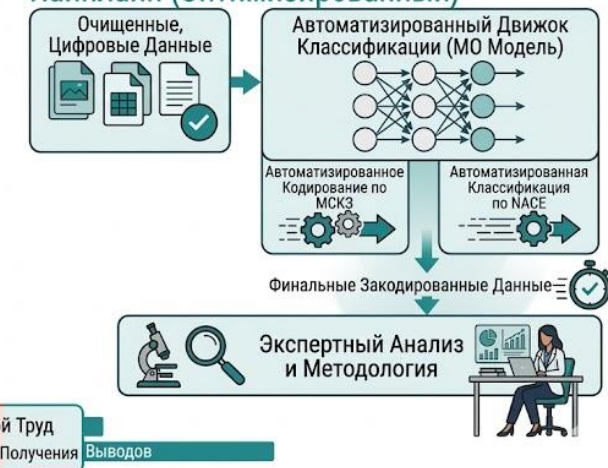 Очищенные,
Цифровые Данные
Автоматизированный Движок
Классификации (МО Модель)
Автоматизированное
Кодирование по
МСКЗ
Автоматизированная
Классификация
по NACE
Финальные Закодированные Данные
Экспертный Анализ
и Методология
й Труд
Получения Выводов